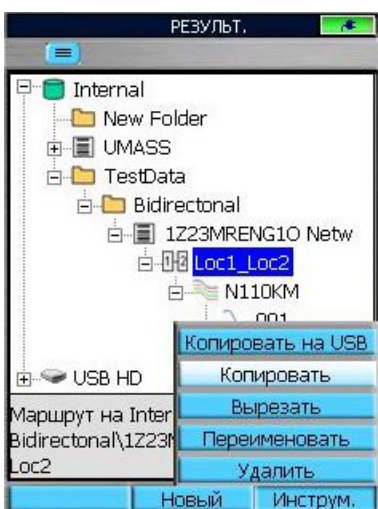 РЕЗУЛЬТ.
Internal
New Folder
UMASS
TestData
Bidirectonal
1Z23MRENG1O Netw
Loc1_Loc2
N110KM
001
Копировать на USB
USB HD
Копировать
Маршрут на Inter
Вырезать
Bidirectonal\1Z23
Переименовать
Loc2
Удалить
Новый
Инструм.